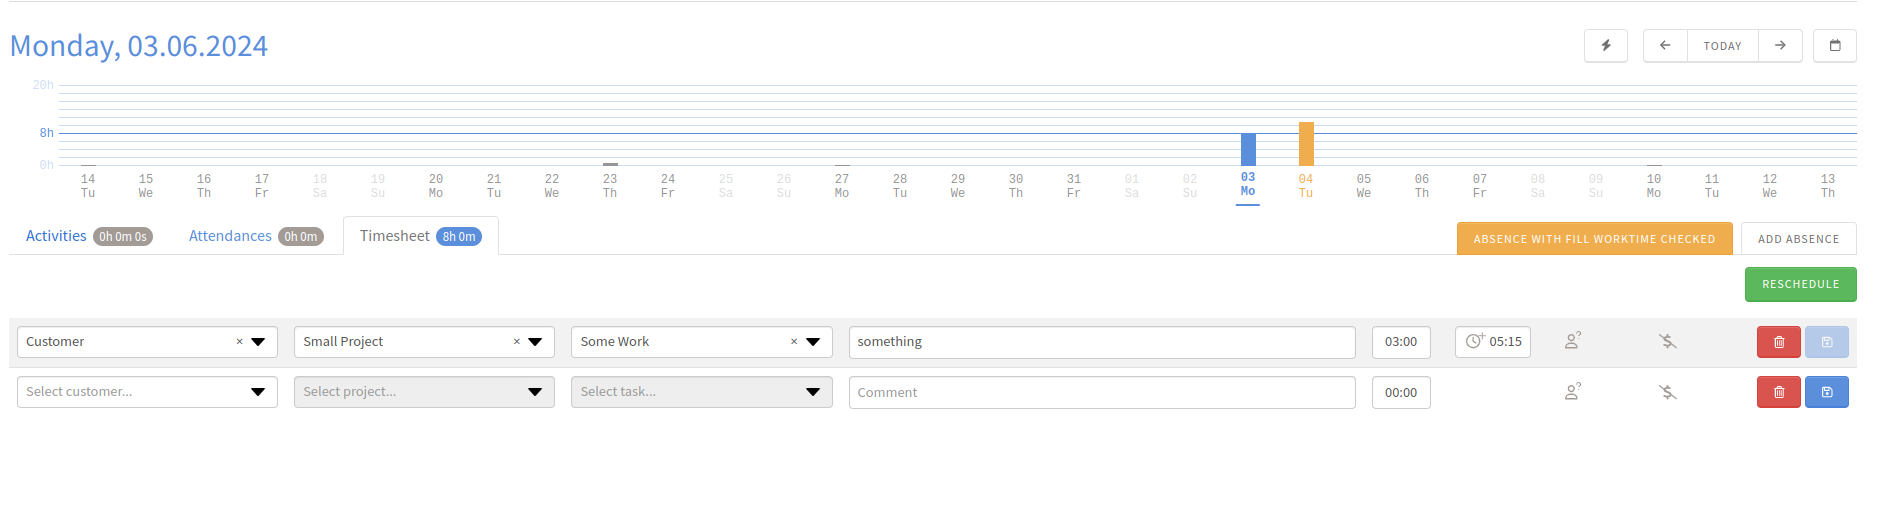 Monday, 03.06.2024
TODAY
20h
8h
0h
14 15 16 17 18 19 20 21 22 23 24 25 26 27 28 29 30 31 01 02 03 04 05 06 07 08 09 10 11 12 13
Tu We Th Fr Sa Su Mo Tu We Th Fr Sa Su Mo Tu We Th Fr Sa Su Mo Tu We Th Fr Sa Su Mo Tu We Th
Activities 0h 0m 0s Attendances 0h 0m Timesheet 8h 0m ABSENCE WITH FILL WORKTIME CHECKED ADD ABSENCE
RESCHEDULE
Customer × Small Project × Some Work × something 03:00 05:15
Select customer... Select project... Select task... Comment 00:00